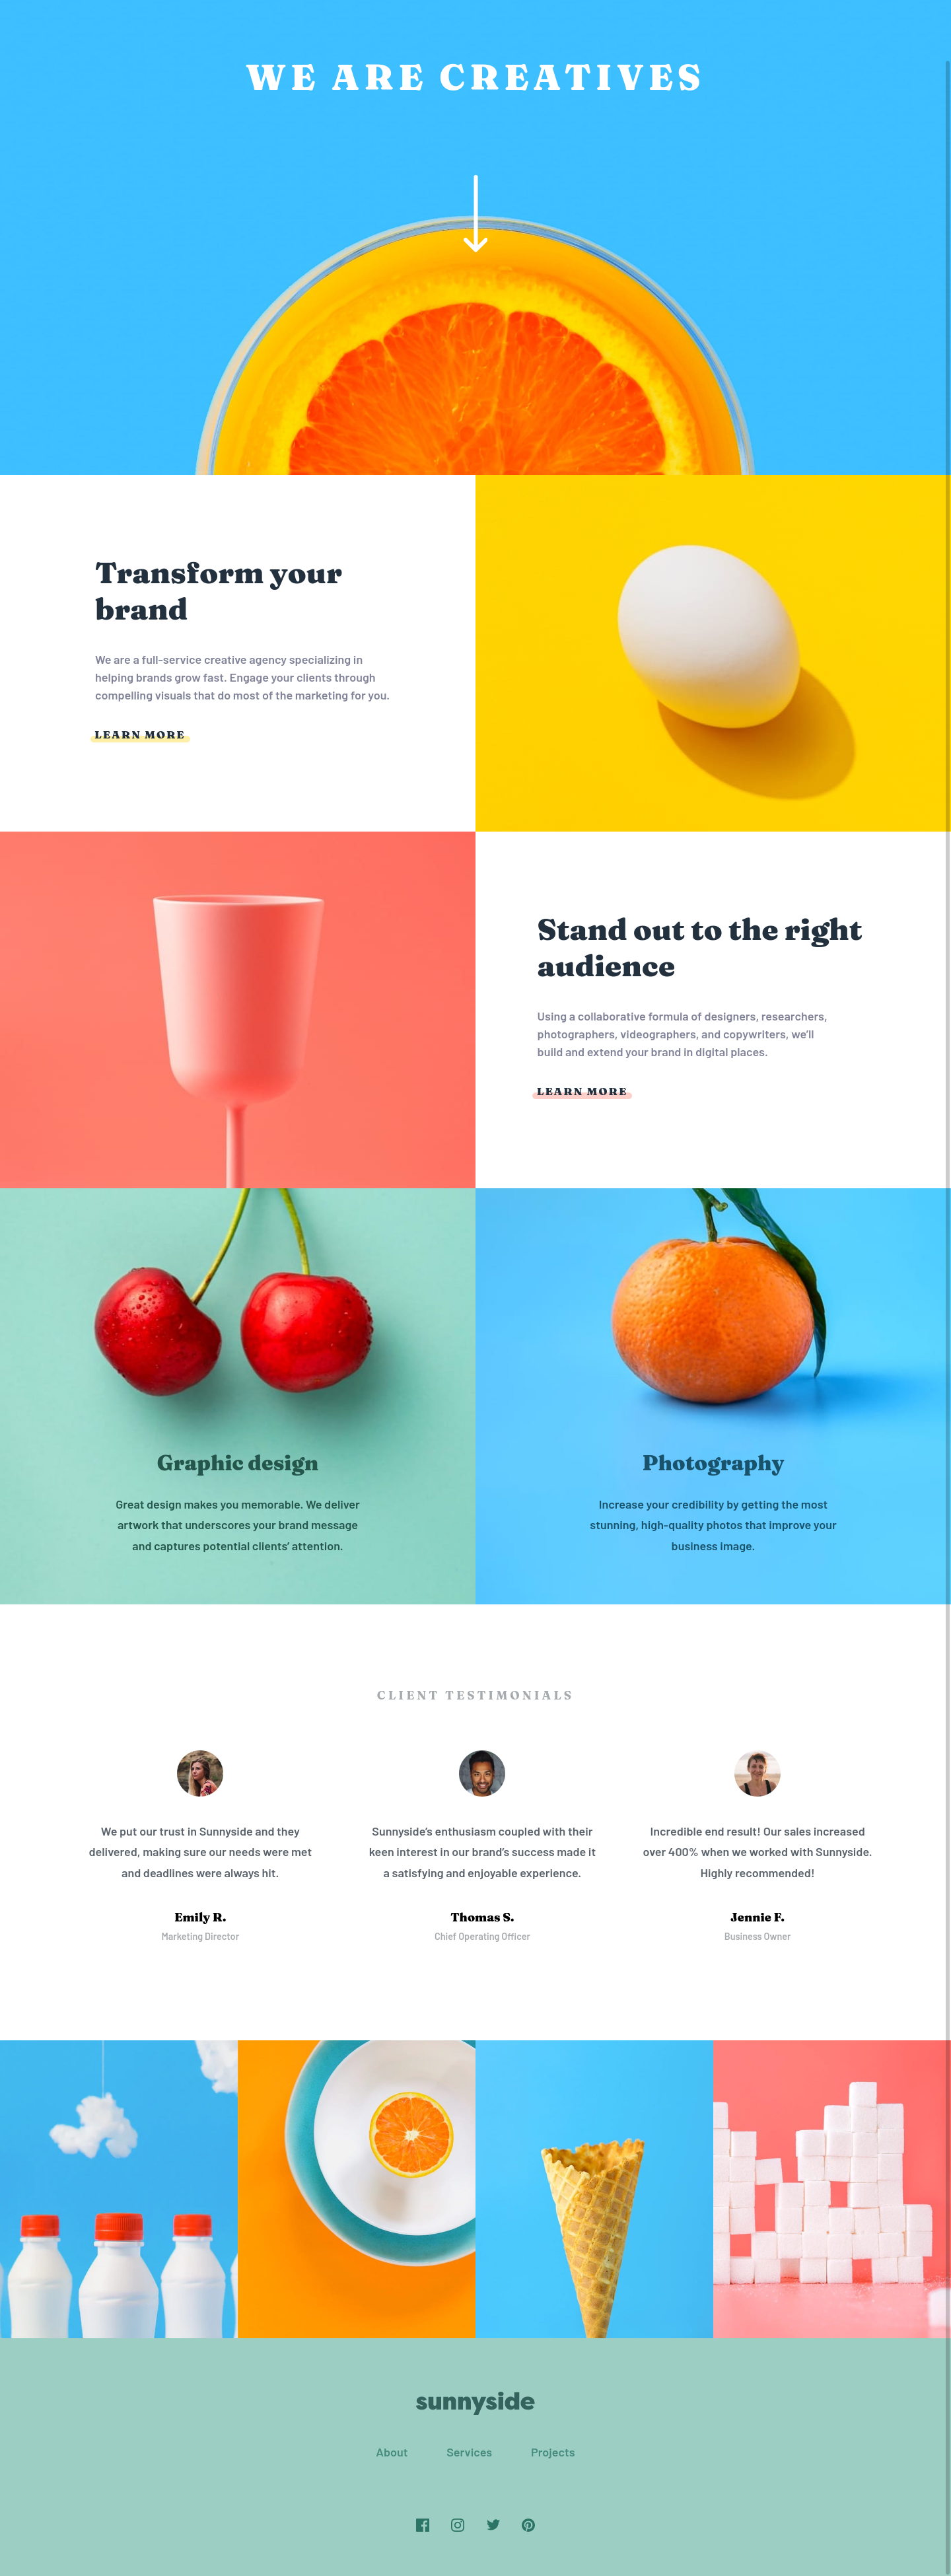 WE ARE CREATIVES
Transform your
brand
We are a full-service creative agency specializing in
helping brands grow fast. Engage your clients through
compelling visuals that do most of the marketing for you.
LEARN MORE
Stand out to the right
audience
Using a collaborative formula of designers, researchers,
photographers, videographers, and copywriters, we’ll
build and extend your brand in digital places.
LEARN MORE
Graphic design
Great design makes you memorable. We deliver
artwork that underscores your brand message
and captures potential clients’ attention.
Photography
Increase your credibility by getting the most
stunning, high-quality photos that improve your
business image.
CLIENT TESTIMONIALS
We put our trust in Sunnyside and they
delivered, making sure our needs were met
and deadlines were always hit.
Emily R.
Marketing Director
Sunnyside’s enthusiasm coupled with their
keen interest in our brand’s success made it
a satisfying and enjoyable experience.
Thomas S.
Chief Operating Officer
Incredible end result! Our sales increased
over 400% when we worked with Sunnyside.
Highly recommended!
Jennie F.
Business Owner
sunnyside
About Services Projects